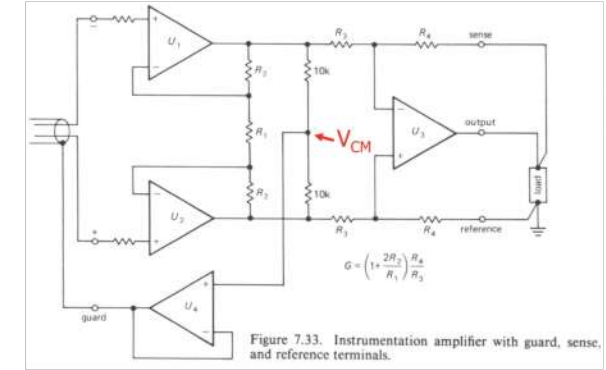 −
+
−
U₁
R₂
10k
R₃
R₄
sense
R₁
V_CM
−
+
U₃
output
load
−
+
U₂
R₂
10k
R₃
R₄
reference
+
G = (1 + 2R₂/R₁) R₄/R₃
+
−
U₄
guard
Figure 7.33. Instrumentation amplifier with guard, sense,
and reference terminals.